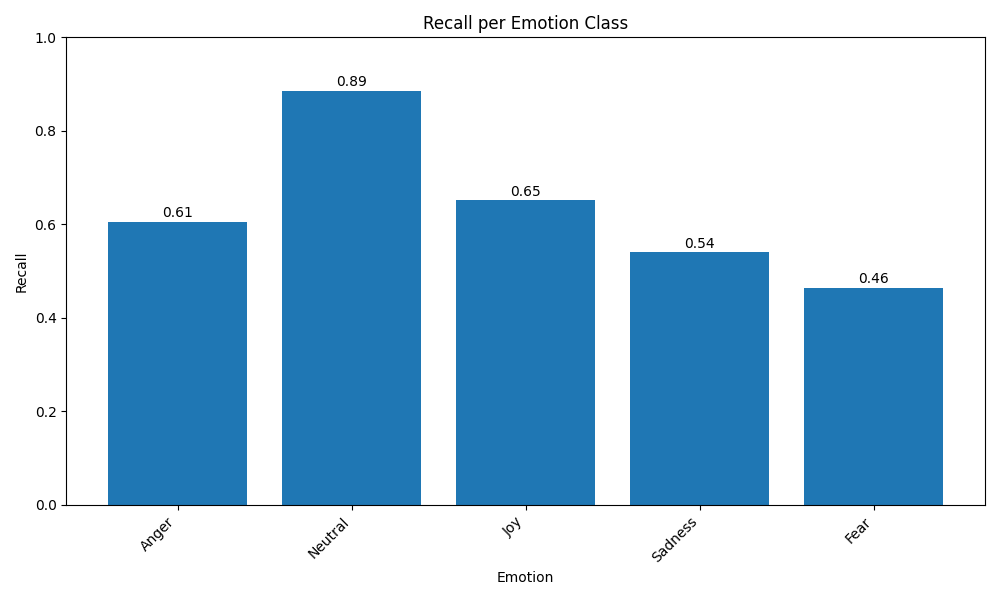 Recall per Emotion Class
1.0
0.8
0.6
0.4
0.2
0.0
Recall
0.61
0.89
0.65
0.54
0.46
Anger
Neutral
Joy
Sadness
Fear
Emotion